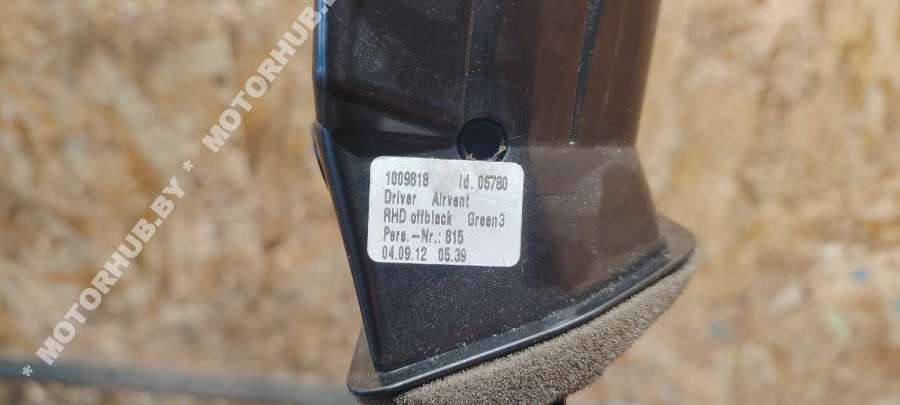 * MOTORHUB.BY * MOTORHUB.BY
1009818 Id. 06780
Driver Airvent
RHD offblack Green3
Pers.-Nr.: 815
04.09.12 05.39